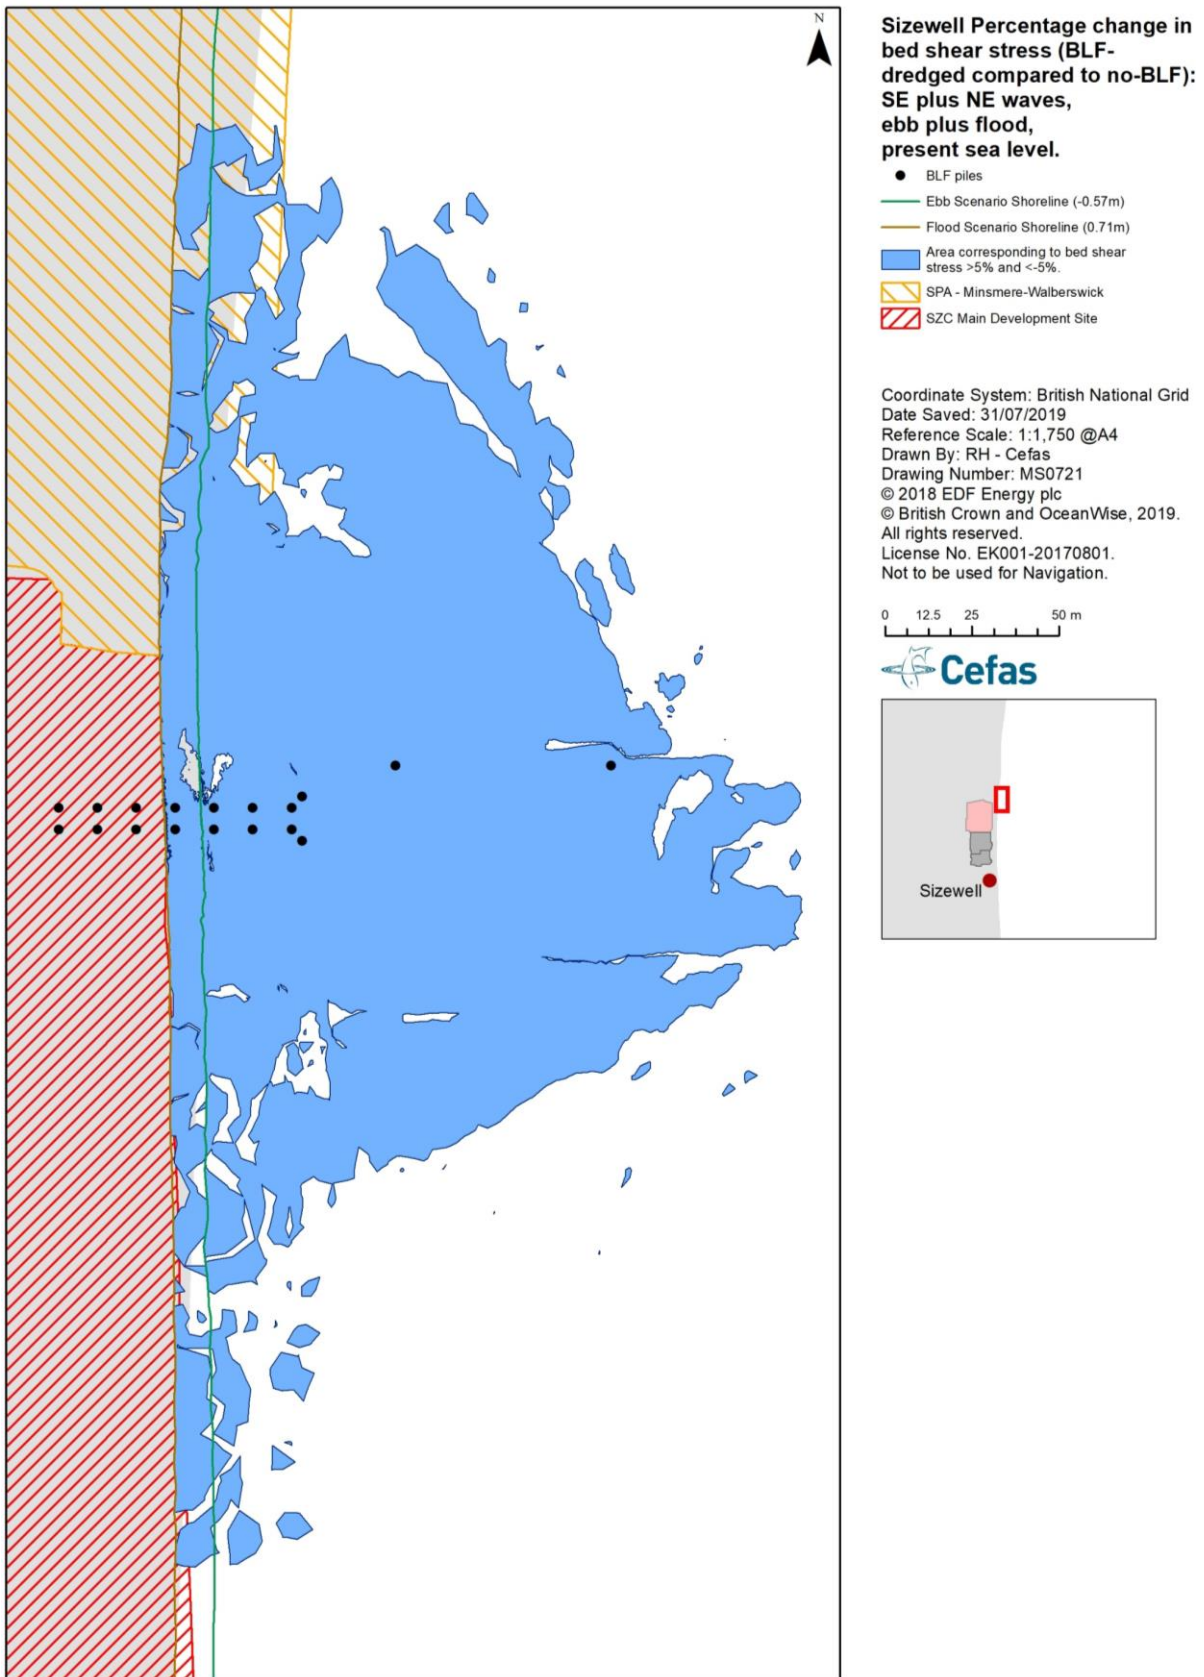 N
Sizewell Percentage change in
bed shear stress (BLF-
dredged compared to no-BLF):
SE plus NE waves,
ebb plus flood,
present sea level.
BLF piles
Ebb Scenario Shoreline (-0.57m)
Flood Scenario Shoreline (0.71m)
Area corresponding to bed shear
stress >5% and <-5%.
SPA - Minsmere-Walberswick
SZC Main Development Site
Coordinate System: British National Grid
Date Saved: 31/07/2019
Reference Scale: 1:1,750 @A4
Drawn By: RH - Cefas
Drawing Number: MS0721
© 2018 EDF Energy plc
© British Crown and OceanWise, 2019.
All rights reserved.
License No. EK001-20170801.
Not to be used for Navigation.
0 12.5 25 50 m
Cefas
Sizewell